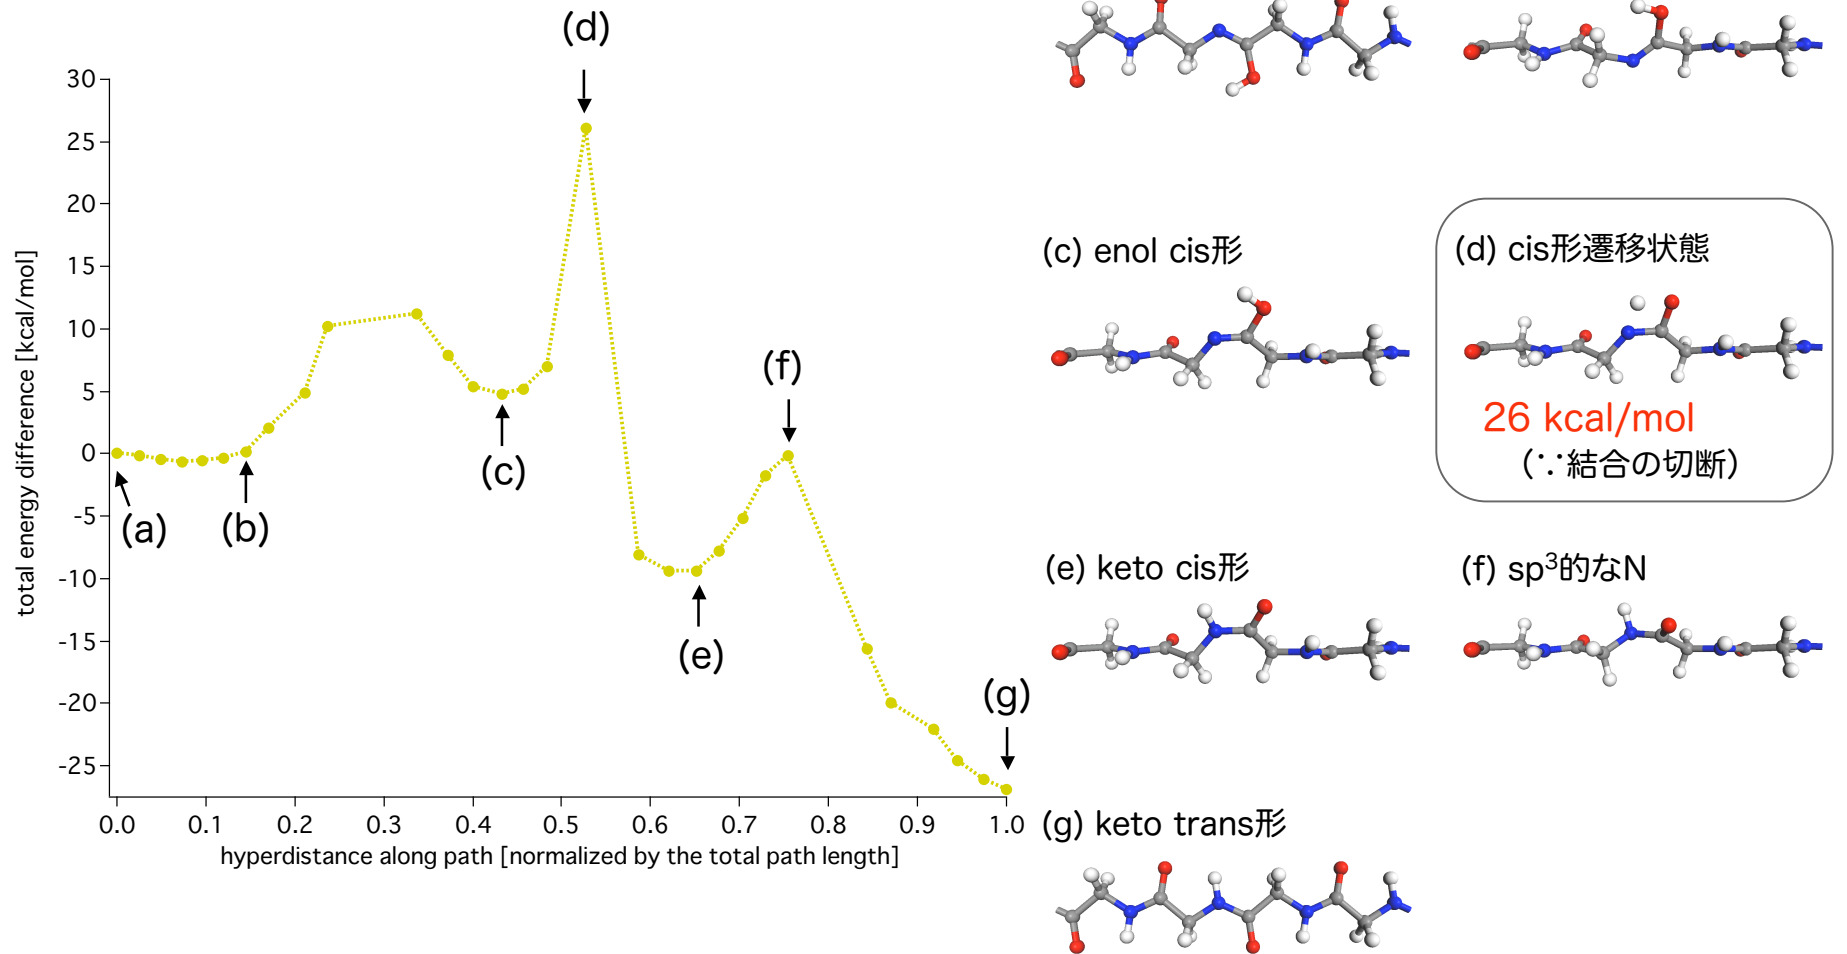 (d)
30
25
20
15
10
5
0
-5
-10
-15
-20
-25
total energy difference [kcal/mol]
(a)
(b)
(c)
(e)
(f)
(g)
0.0 0.1 0.2 0.3 0.4 0.5 0.6 0.7 0.8 0.9 1.0
hyperdistance along path [normalized by the total path length]
(c) enol cis形
(d) cis形遷移状態
26 kcal/mol
(∵結合の切断)
(e) keto cis形
(f) sp³的なN
(g) keto trans形